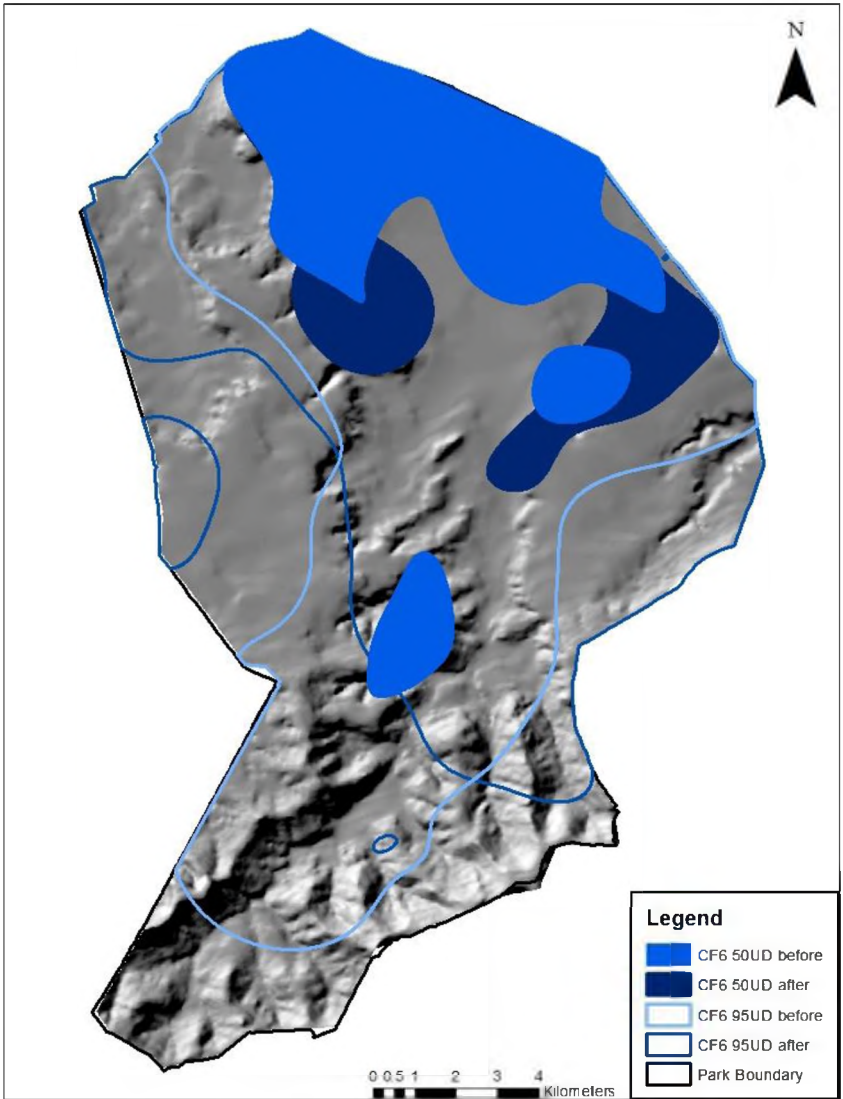 N
Legend
CF6 50UD before
CF6 50UD after
CF6 95UD before
CF6 95UD after
Park Boundary
0 0.5 1 2 3 4
Kilometers